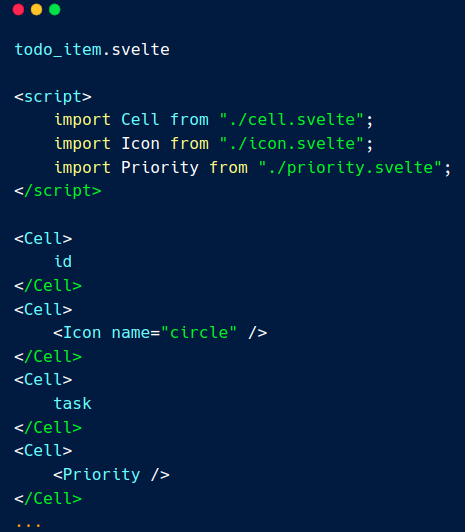 todo_item.svelte
<script>
    import Cell from "./cell.svelte";
    import Icon from "./icon.svelte";
    import Priority from "./priority.svelte";
</script>
<Cell>
    id
</Cell>
<Cell>
    <Icon name="circle" />
</Cell>
<Cell>
    task
</Cell>
<Cell>
    <Priority />
</Cell>
...